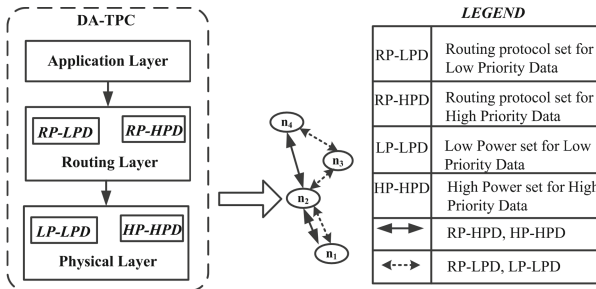 DA-TPC
Application Layer
RP-LPD
RP-HPD
Routing Layer
LP-LPD
HP-HPD
Physical Layer
n4
n3
n2
n1
LEGEND
RP-LPD
Routing protocol set for
Low Priority Data
RP-HPD
Routing protocol set for
High Priority Data
LP-LPD
Low Power set for Low
Priority Data
HP-HPD
High Power set for High
Priority Data
RP-HPD, HP-HPD
RP-LPD, LP-LPD